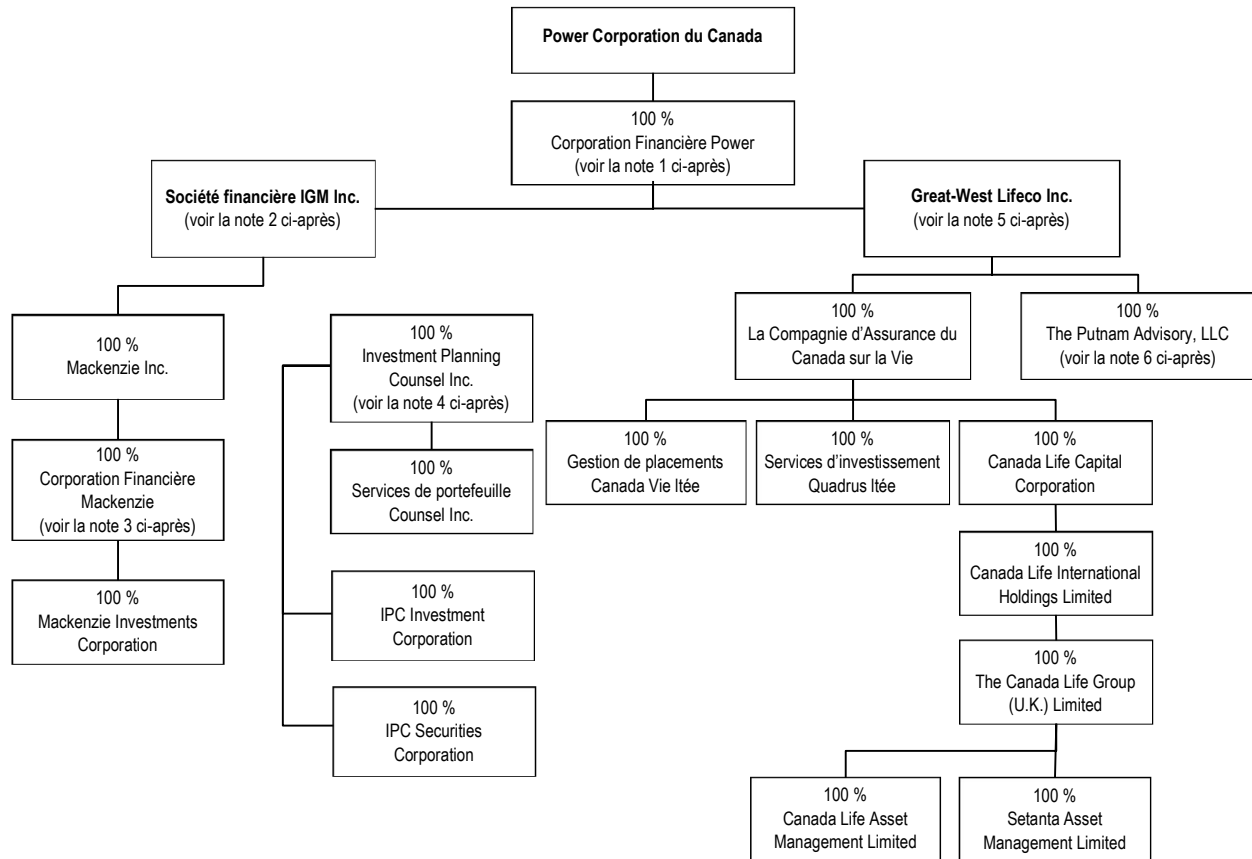 Power Corporation du Canada
100 %
Corporation Financière Power
(voir la note 1 ci-après)
Société financière IGM Inc.
(voir la note 2 ci-après)
Great-West Lifeco Inc.
(voir la note 5 ci-après)
100 %
Mackenzie Inc.
100 %
Corporation Financière
Mackenzie
(voir la note 3 ci-après)
100 %
Mackenzie Investments
Corporation
100 %
Investment Planning
Counsel Inc.
(voir la note 4 ci-après)
100 %
Services de portefeuille
Counsel Inc.
100 %
IPC Investment
Corporation
100 %
IPC Securities
Corporation
100 %
La Compagnie d'Assurance du
Canada sur la Vie
100 %
The Putnam Advisory, LLC
(voir la note 6 ci-après)
100 %
Gestion de placements
Canada Vie ltée
100 %
Services d'investissement
Quadrus ltée
100 %
Canada Life Capital
Corporation
100 %
Canada Life International
Holdings Limited
100 %
The Canada Life Group
(U.K.) Limited
100 %
Canada Life Asset
Management Limited
100 %
Setanta Asset
Management Limited